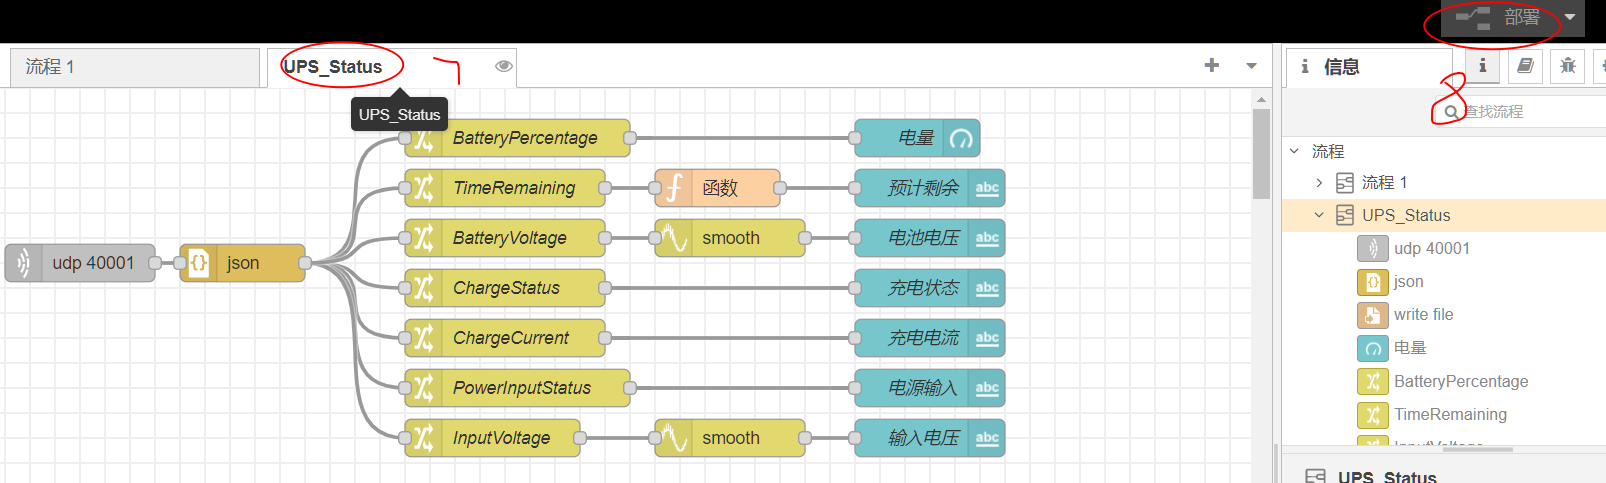 部署
流程 1
UPS_Status
7
信息
8
查找流程
UPS_Status
流程
流程 1
UPS_Status
udp 40001
json
write file
电量
BatteryPercentage
TimeRemaining
UPS_Status
BatteryPercentage
电量
TimeRemaining
函数
预计剩余
abc
BatteryVoltage
smooth
电池电压
abc
udp 40001
json
ChargeStatus
充电状态
abc
ChargeCurrent
充电电流
abc
PowerInputStatus
电源输入
abc
InputVoltage
smooth
输入电压
abc